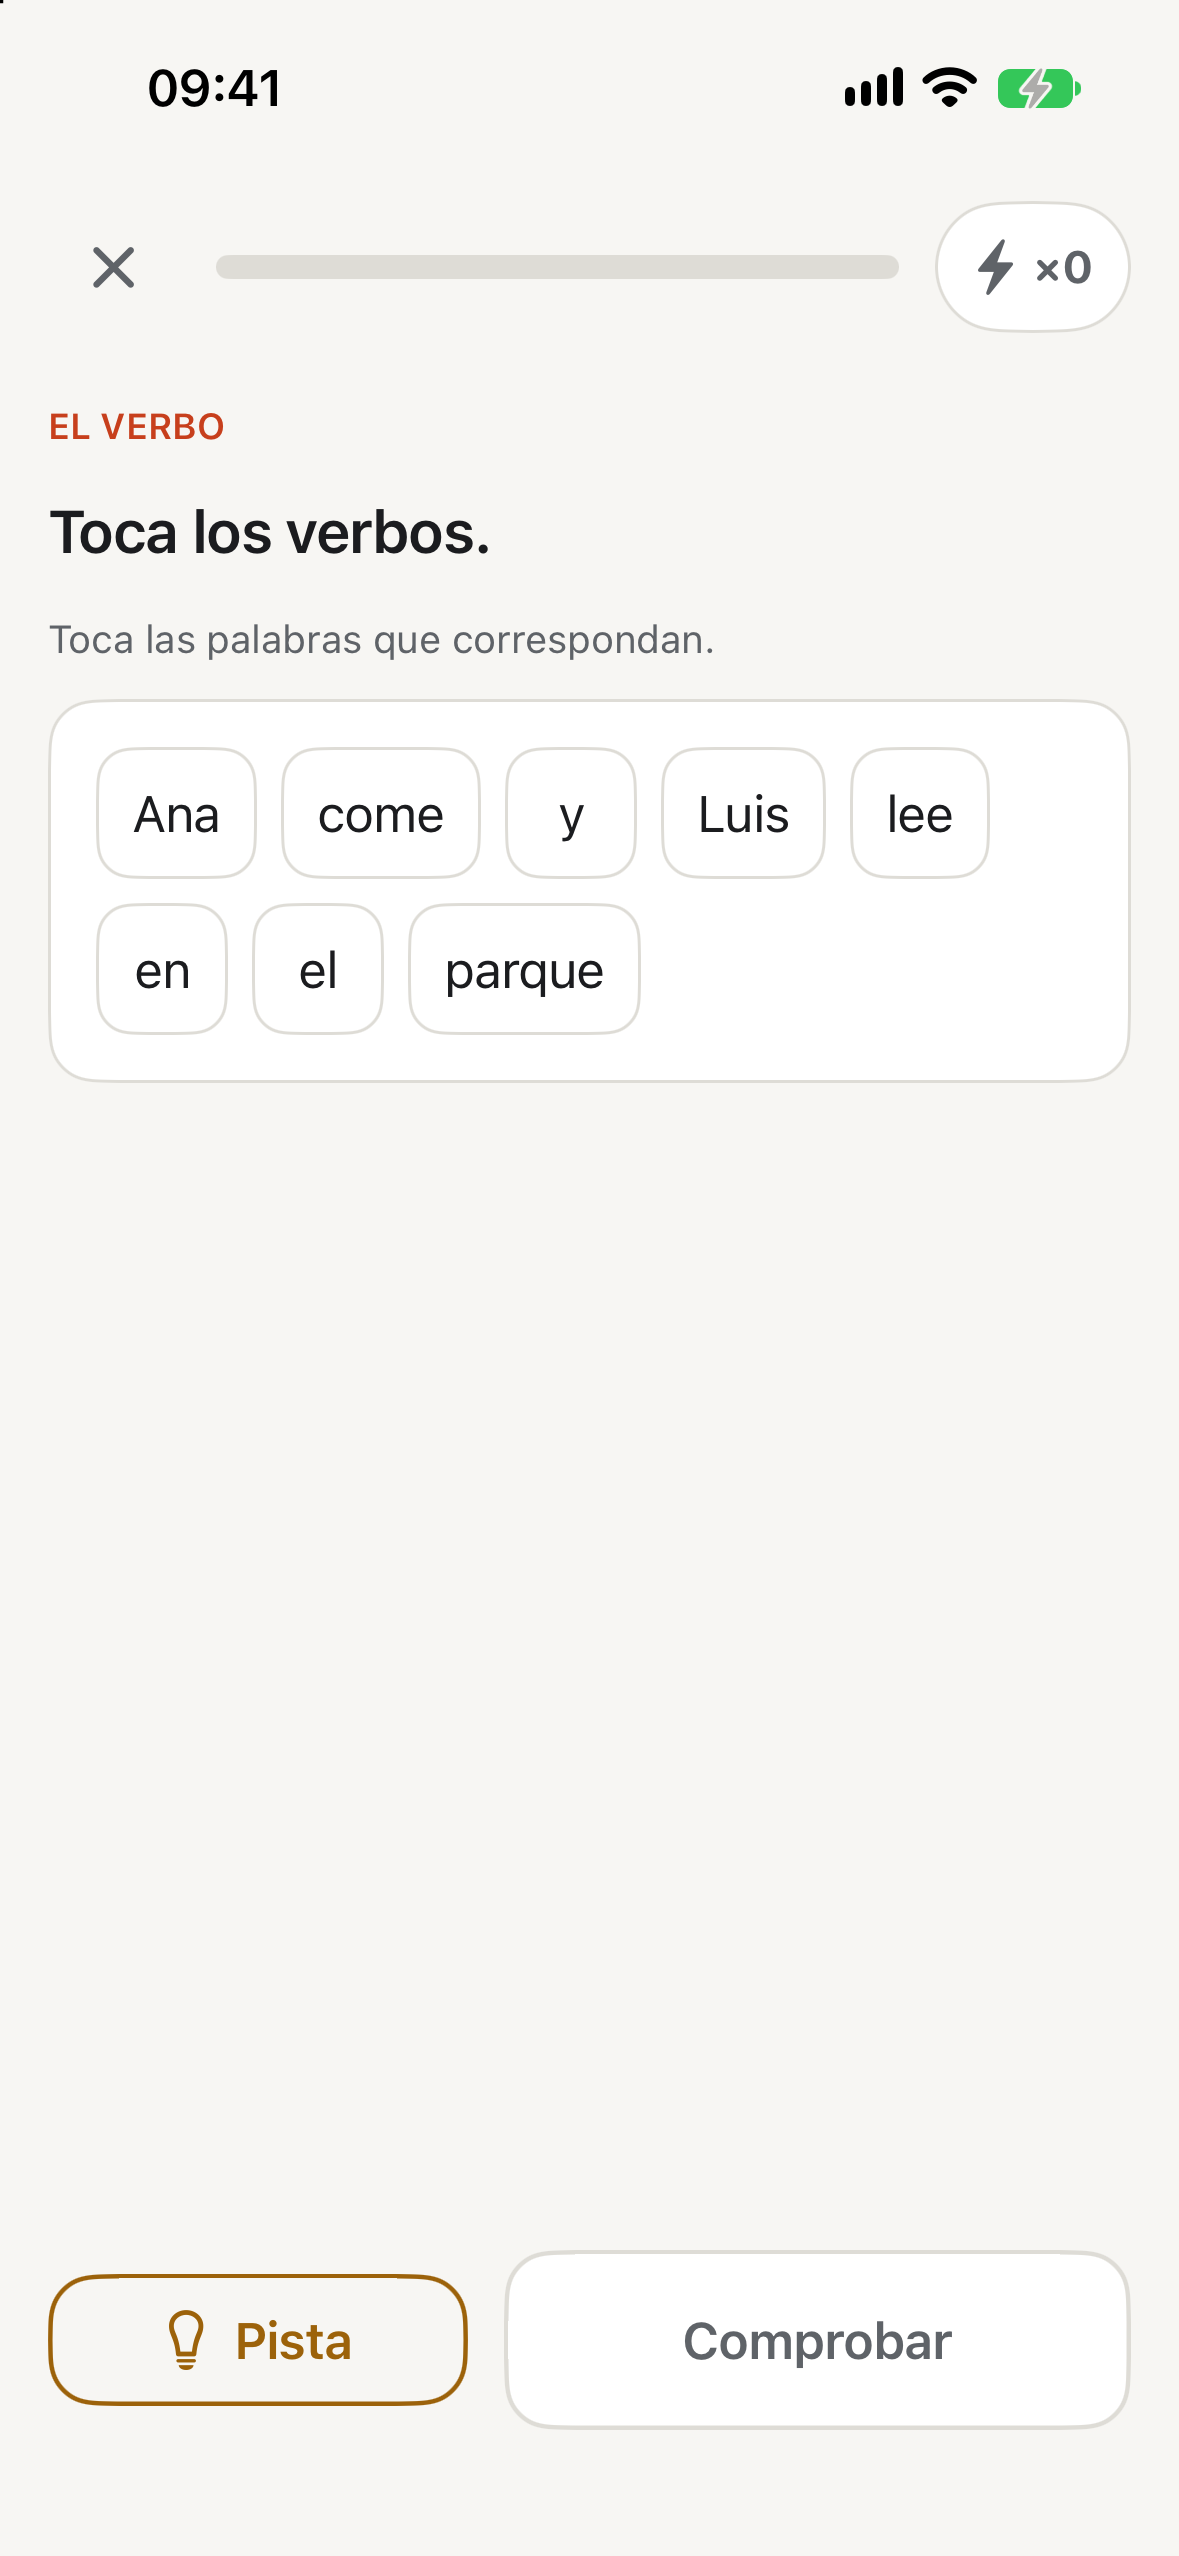 09:41
×0
EL VERBO
Toca los verbos.
Toca las palabras que correspondan.
Ana come y Luis lee
en el parque
Pista Comprobar